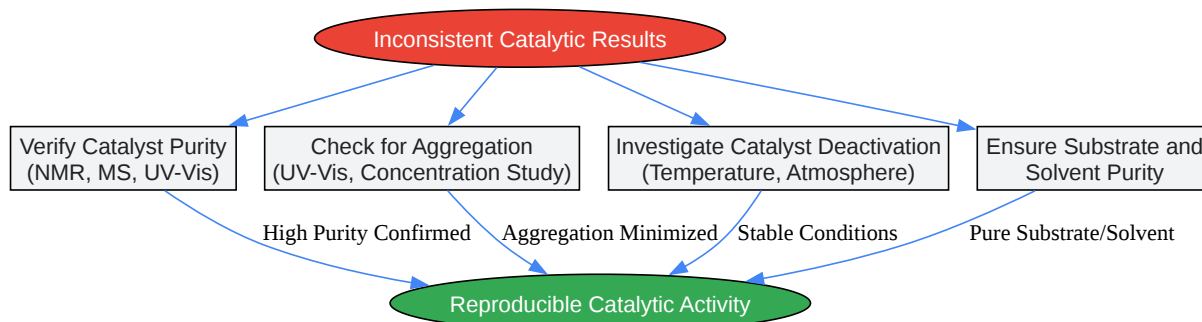 Inconsistent Catalytic Results
Verify Catalyst Purity
(NMR, MS, UV-Vis)
Check for Aggregation
(UV-Vis, Concentration Study)
Investigate Catalyst Deactivation
(Temperature, Atmosphere)
Ensure Substrate and
Solvent Purity
High Purity Confirmed
Aggregation Minimized
Stable Conditions
Pure Substrate/Solvent
Reproducible Catalytic Activity